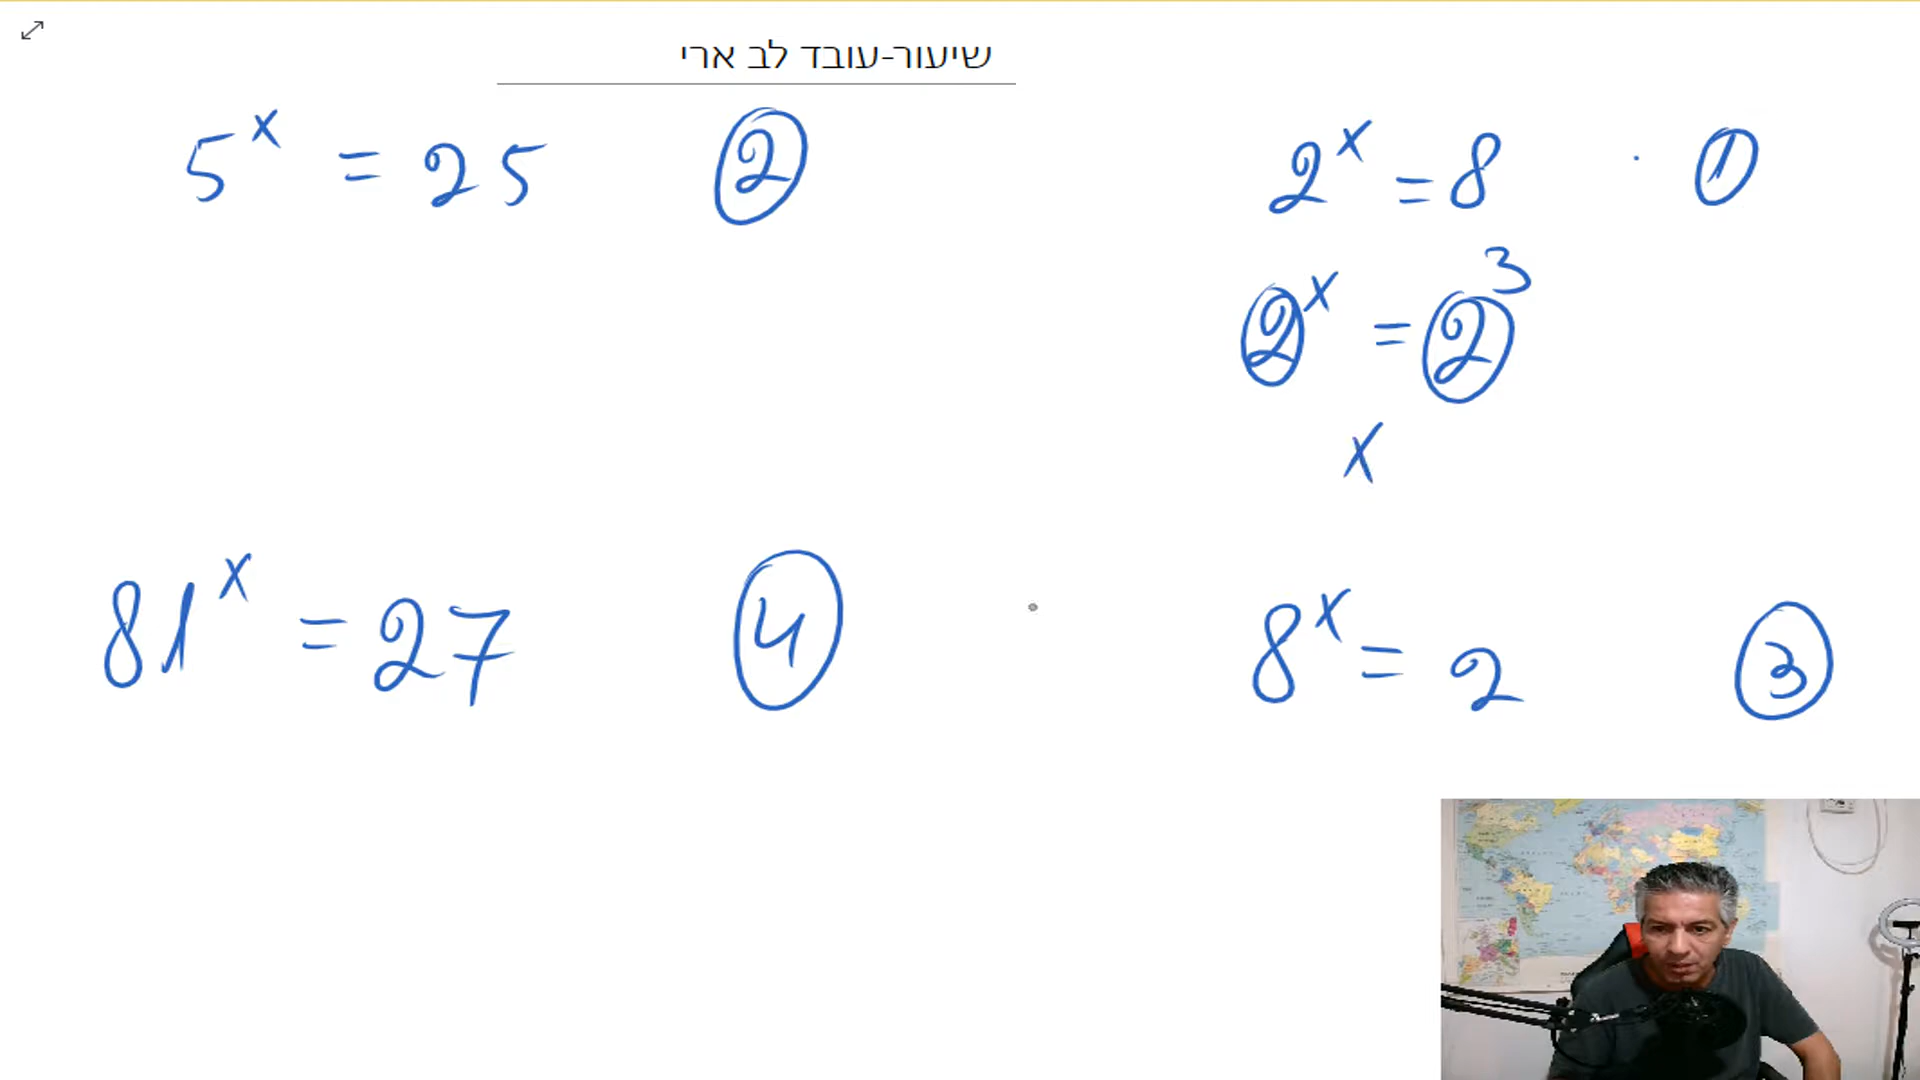 שיעור-עובד לב ארי
① 2^x = 8
2^x = 2^3
x
② 5^x = 25
③ 8^x = 2
④ 81^x = 27